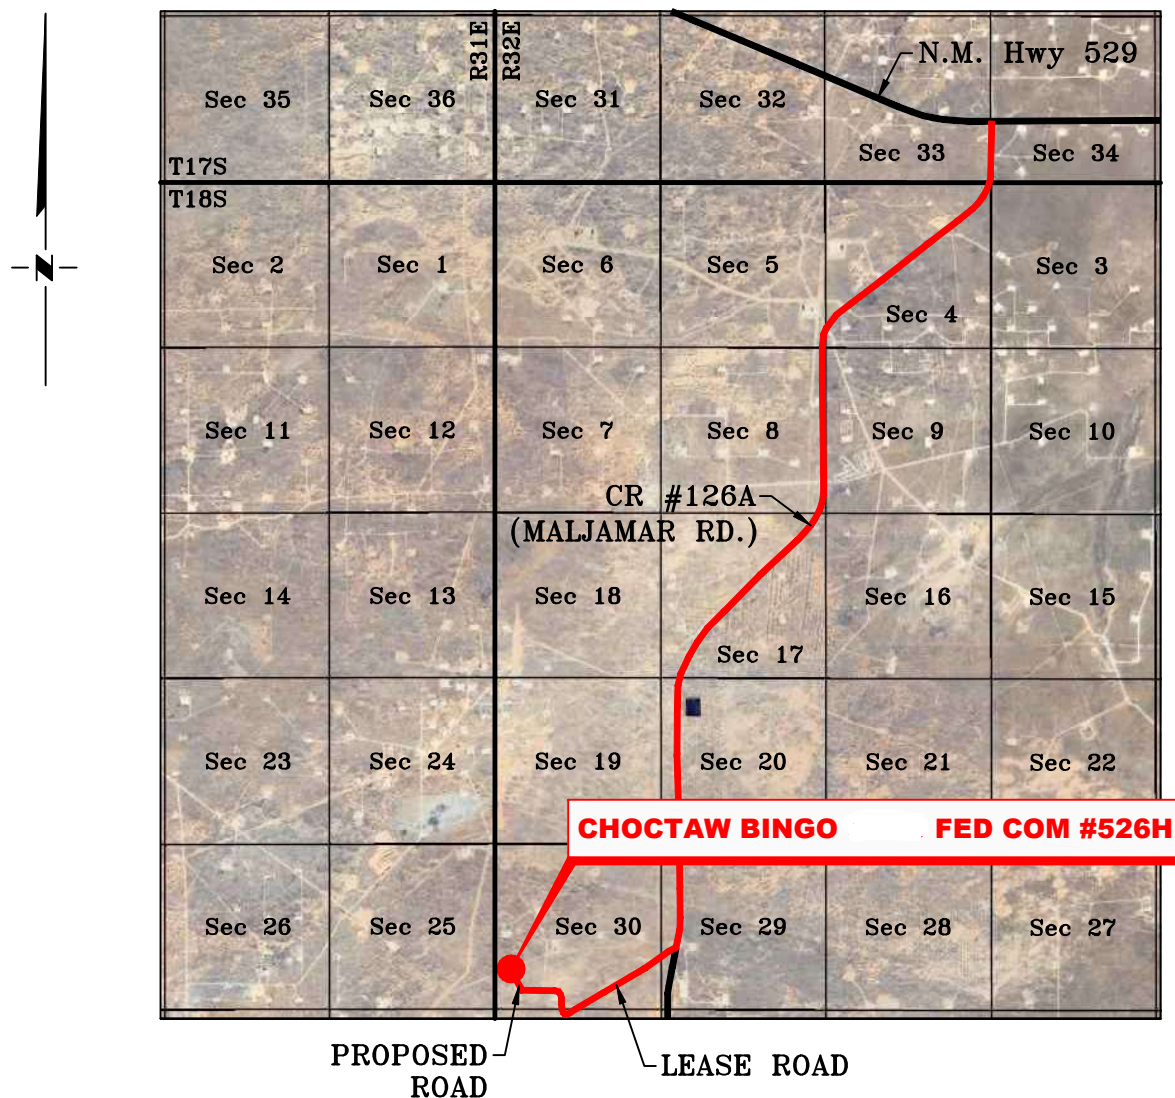 R31E
R32E
N.M. Hwy 529
Sec 35
Sec 36
Sec 31
Sec 32
Sec 33
Sec 34
T17S
T18S
N
Sec 2
Sec 1
Sec 6
Sec 5
Sec 4
Sec 3
Sec 11
Sec 12
Sec 7
Sec 8
Sec 9
Sec 10
CR #126A
(MALJAMAR RD.)
Sec 14
Sec 13
Sec 18
Sec 17
Sec 16
Sec 15
Sec 23
Sec 24
Sec 19
Sec 20
Sec 21
Sec 22
CHOCTAW BINGO FED COM #526H
Sec 26
Sec 25
Sec 30
Sec 29
Sec 28
Sec 27
PROPOSED
ROAD
LEASE ROAD